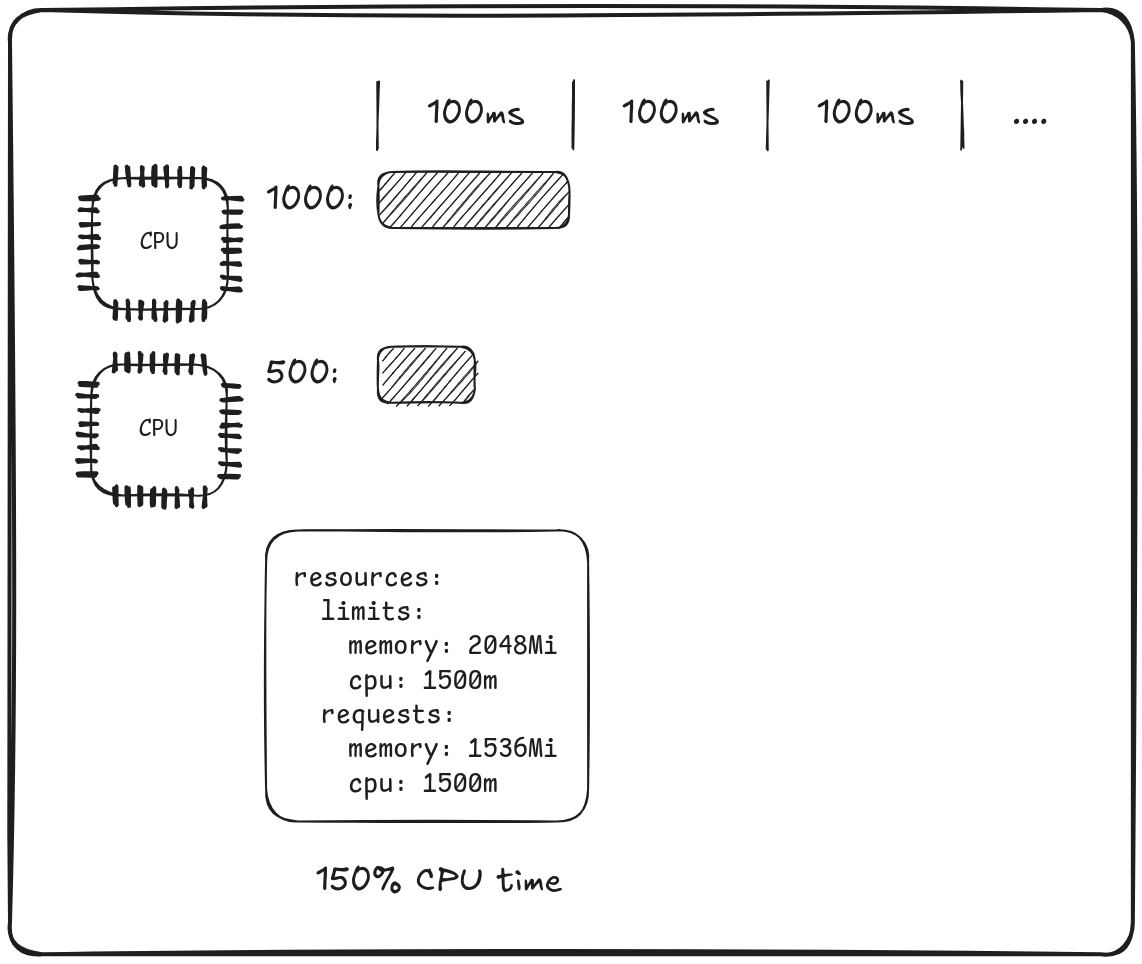 100ms 100ms 100ms ....
1000:
CPU
500:
CPU
resources:
  limits:
    memory: 2048Mi
    cpu: 1500m
  requests:
    memory: 1536Mi
    cpu: 1500m
150% CPU time